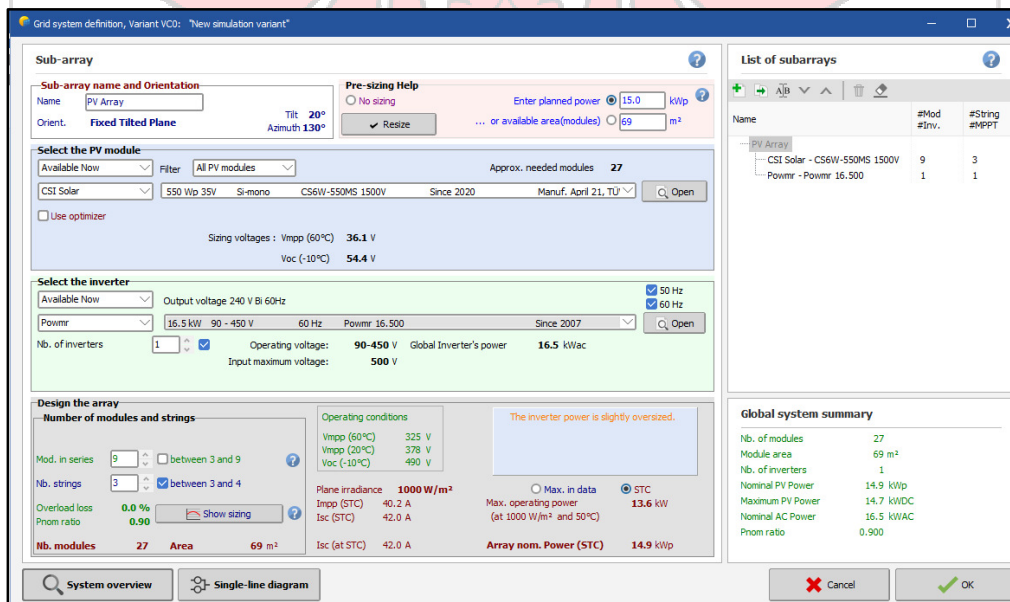 Grid system definition, Variant VC0: "New simulation variant"
Sub-array
Sub-array name and Orientation
Name PV Array
Orient. Fixed Tilted Plane
Tilt 20°
Azimuth 130°
Pre-sizing Help
No sizing
Enter planned power 15.0 kWp
Resize
... or available area(modules) 69 m²
Select the PV module
Available Now Filter All PV modules Approx. needed modules 27
CSI Solar 550 Wp 35V Si-mono CS6W-550MS 1500V Since 2020 Manuf. April 21, TÜ Open
Use optimizer
Sizing voltages : Vmpp (60°C) 36.1 V
Voc (-10°C) 54.4 V
Select the inverter
Available Now Output voltage 240 V Bi 60Hz
50 Hz
60 Hz
Powmr 16.5 kW 90 - 450 V 60 Hz Powmr 16.500 Since 2007 Open
Nb. of inverters 1 Operating voltage: 90-450 V Global Inverter's power 16.5 kWac
Input maximum voltage: 500 V
Design the array
Number of modules and strings
Mod. in series 9 between 3 and 9
Nb. strings 3 between 3 and 4
Overload loss 0.0 %
Pnom ratio 0.90
Show sizing
Nb. modules 27 Area 69 m²
Operating conditions
Vmpp (60°C) 325 V
Vmpp (20°C) 378 V
Voc (-10°C) 490 V
The inverter power is slightly oversized.
Plane irradiance 1000 W/m²
Impp (STC) 40.2 A
Isc (STC) 42.0 A
Isc (at STC) 42.0 A
Max. in data STC
Max. operating power 13.6 kW
(at 1000 W/m² and 50°C)
Array nom. Power (STC) 14.9 kWp
List of subarrays
Name #Mod #String
#Inv. #MPPT
PV Array
CSI Solar - CS6W-550MS 1500V 9 3
Powmr - Powmr 16.500 1 1
Global system summary
Nb. of modules 27
Module area 69 m²
Nb. of inverters 1
Nominal PV Power 14.9 kWp
Maximum PV Power 14.7 kWDC
Nominal AC Power 16.5 kWAC
Pnom ratio 0.900
System overview
Single-line diagram
Cancel
OK